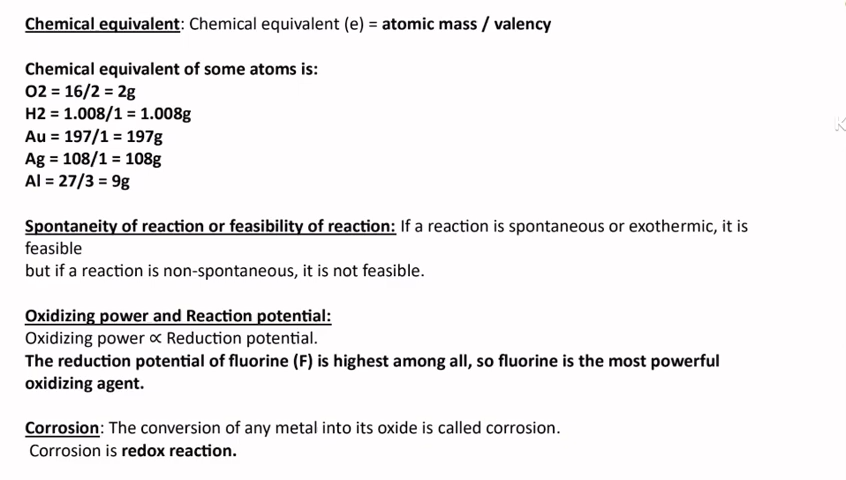 Chemical equivalent: Chemical equivalent (e) = atomic mass / valency
Chemical equivalent of some atoms is:
O2 = 16/2 = 2g
H2 = 1.008/1 = 1.008g
Au = 197/1 = 197g
Ag = 108/1 = 108g
Al = 27/3 = 9g
Spontaneity of reaction or feasibility of reaction: If a reaction is spontaneous or exothermic, it is
feasible
but if a reaction is non-spontaneous, it is not feasible.
Oxidizing power and Reaction potential:
Oxidizing power ∝ Reduction potential.
The reduction potential of fluorine (F) is highest among all, so fluorine is the most powerful
oxidizing agent.
Corrosion: The conversion of any metal into its oxide is called corrosion.
Corrosion is redox reaction.